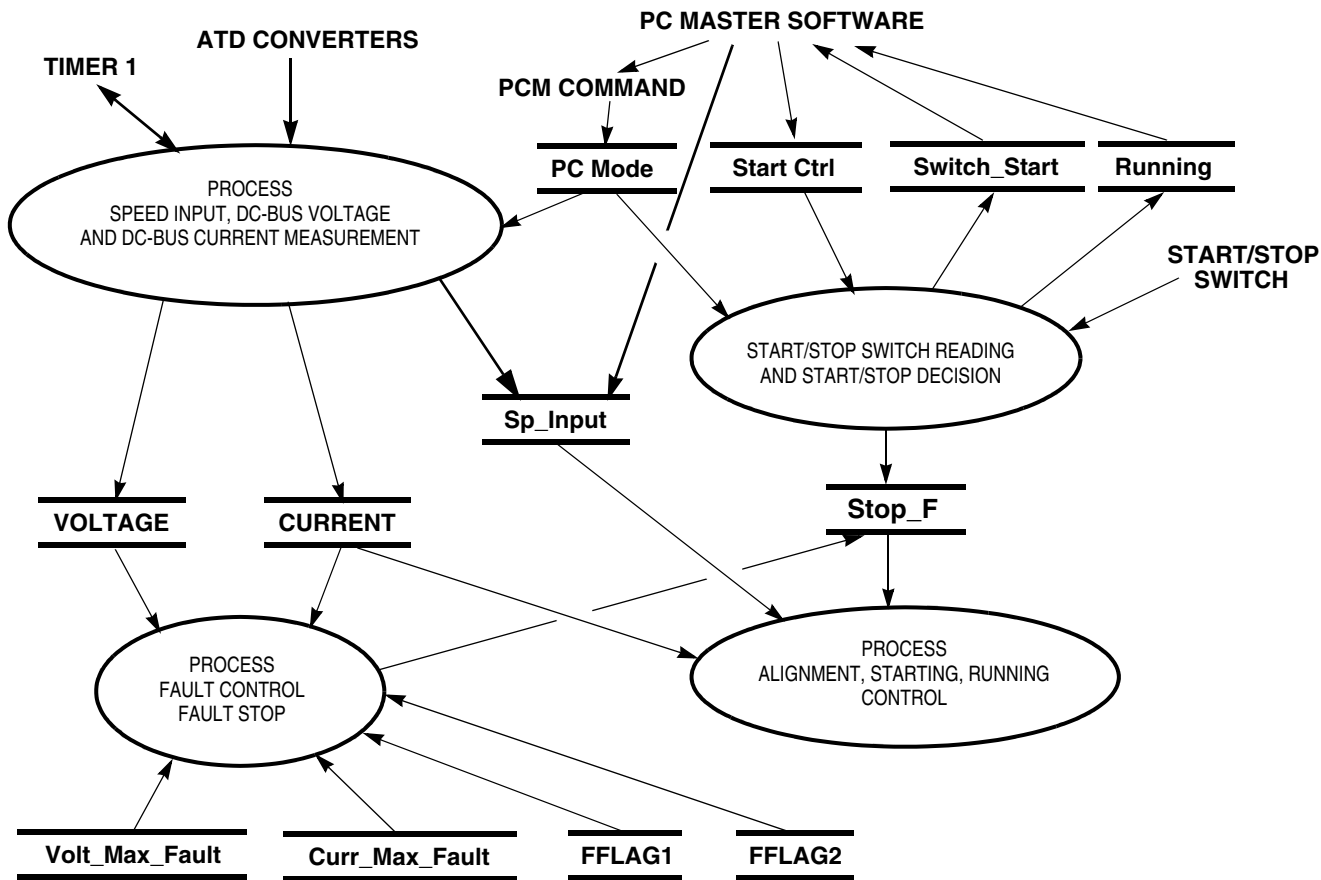 PC MASTER SOFTWARE
ATD CONVERTERS
TIMER 1
PCM COMMAND
PC Mode
Start Ctrl
Switch_Start
Running
PROCESS
SPEED INPUT, DC-BUS VOLTAGE
AND DC-BUS CURRENT MEASUREMENT
START/STOP
SWITCH
START/STOP SWITCH READING
AND START/STOP DECISION
Sp_Input
VOLTAGE
CURRENT
Stop_F
PROCESS
FAULT CONTROL
FAULT STOP
PROCESS
ALIGNMENT, STARTING, RUNNING
CONTROL
Volt_Max_Fault
Curr_Max_Fault
FFLAG1
FFLAG2